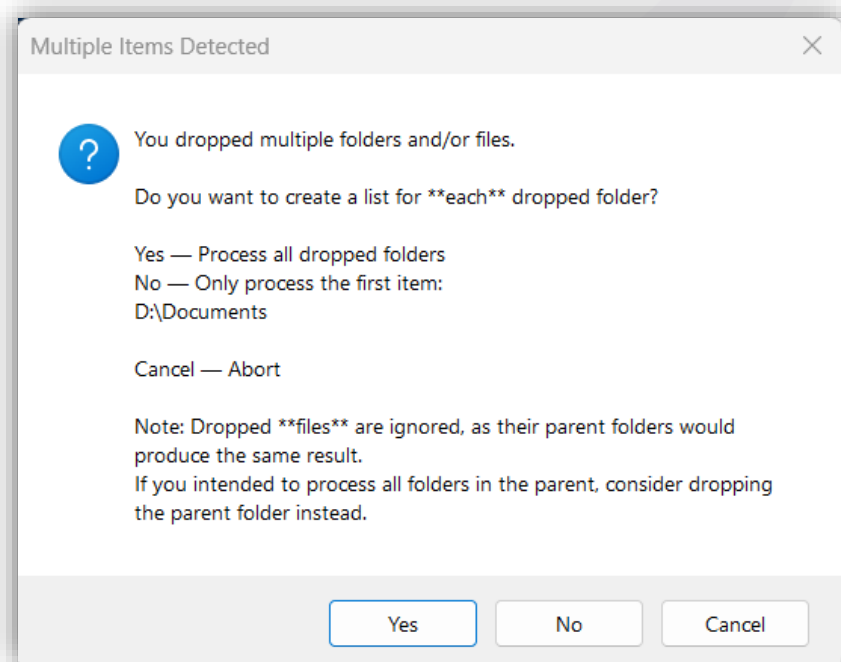 Multiple Items Detected
You dropped multiple folders and/or files.
Do you want to create a list for **each** dropped folder?
Yes — Process all dropped folders
No — Only process the first item:
D:\Documents
Cancel — Abort
Note: Dropped **files** are ignored, as their parent folders would
produce the same result.
If you intended to process all folders in the parent, consider dropping
the parent folder instead.
Yes No Cancel